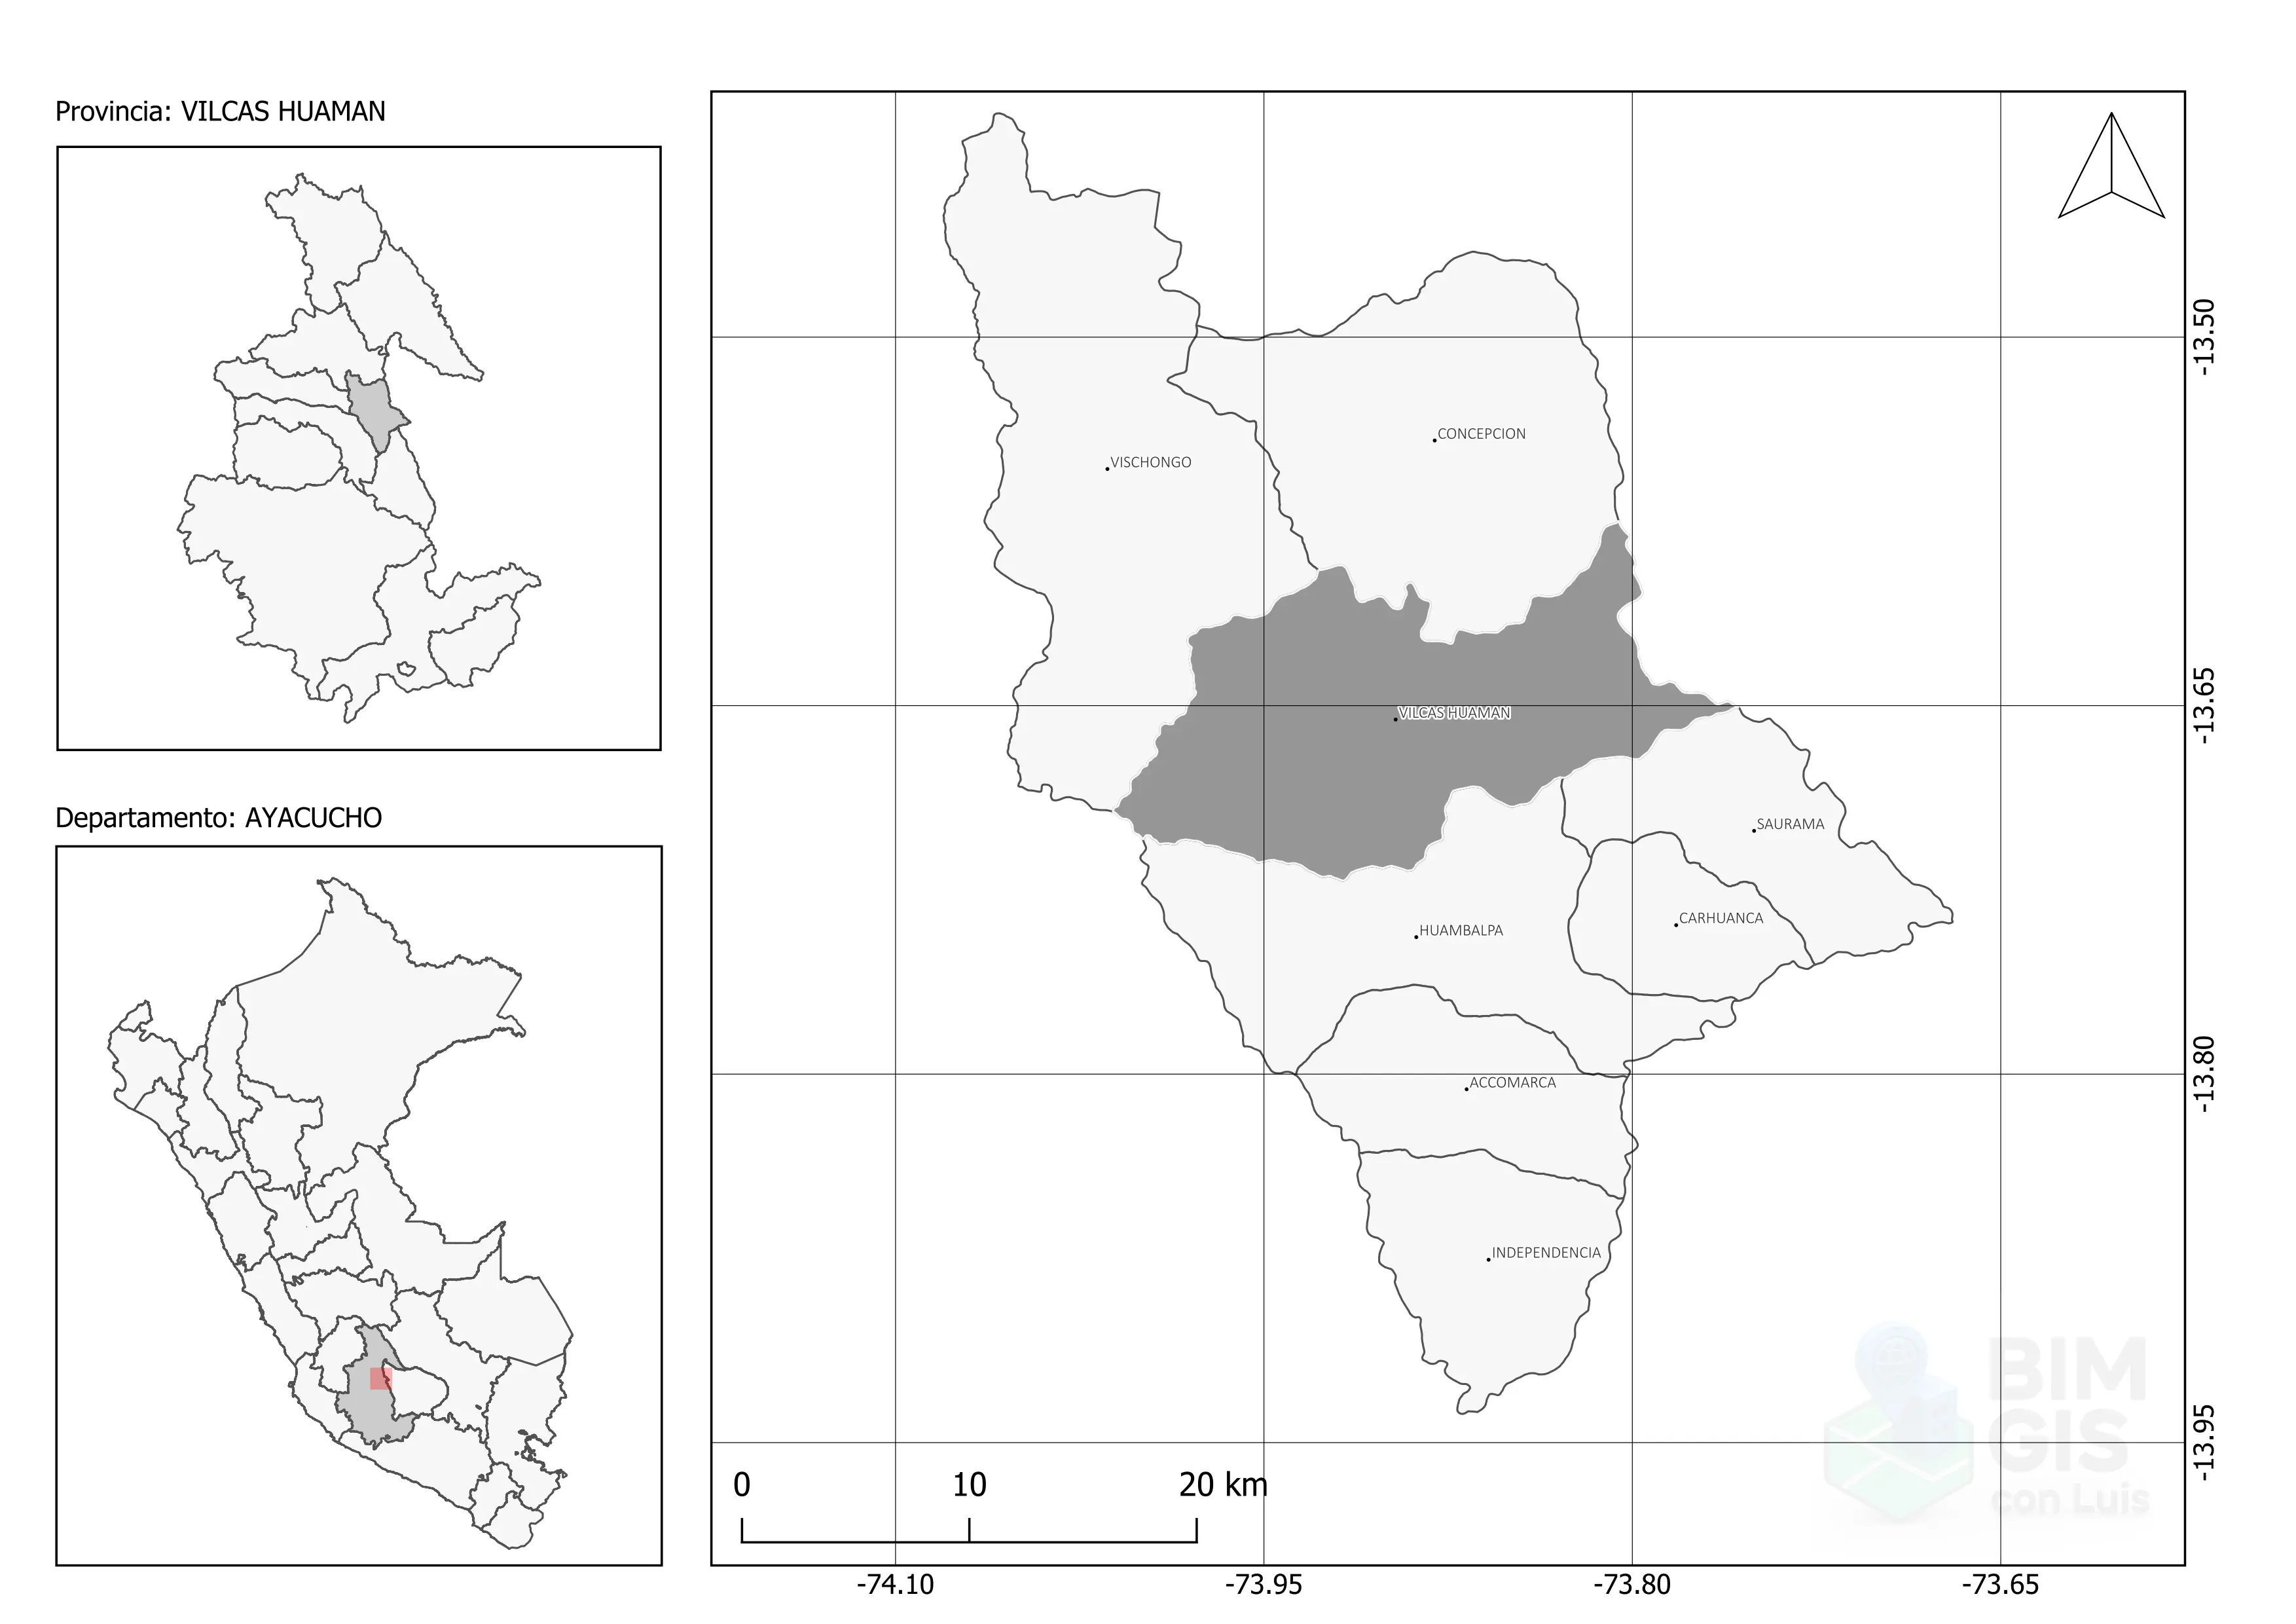 Provincia: VILCAS HUAMAN
Departamento: AYACUCHO
VISCHONGO
CONCEPCION
VILCAS HUAMAN
SAURAMA
CARHUANCA
HUAMBALPA
ACCOMARCA
INDEPENDENCIA
-13.50
-13.65
-13.80
-13.95
0 10 20 km
-74.10 -73.95 -73.80 -73.65
BIM
GIS
con Luis